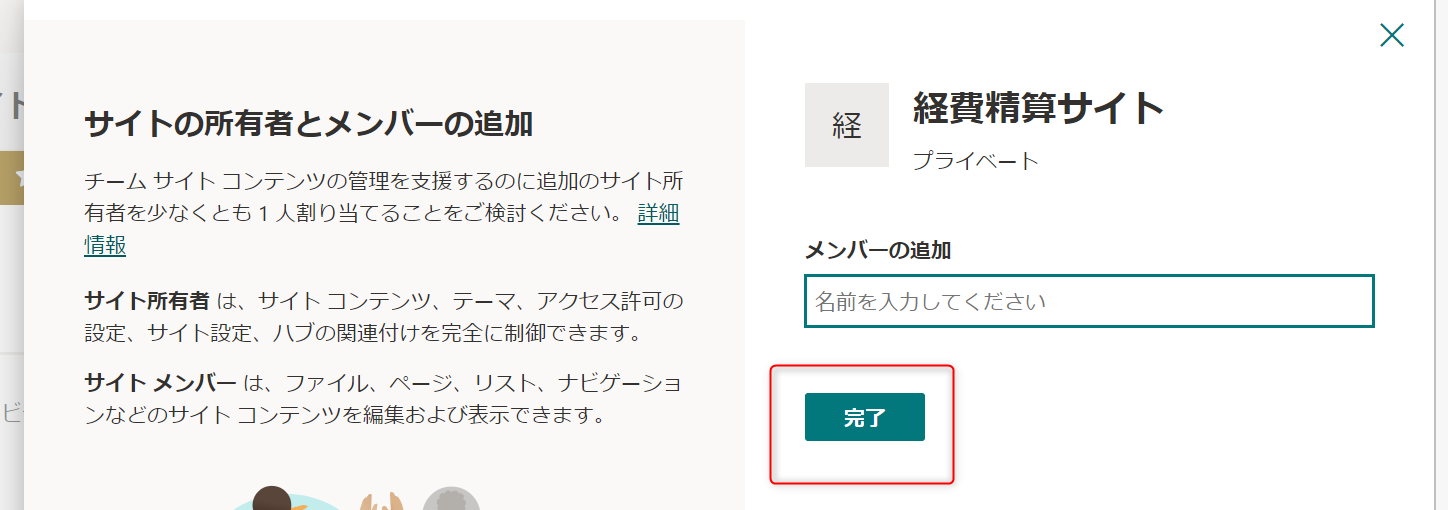 サイトの所有者とメンバーの追加
チーム サイト コンテンツの管理を支援するのに追加のサイト所
有者を少なくとも 1 人割り当てることをご検討ください。 詳細
情報
サイト所有者 は、サイト コンテンツ、テーマ、アクセス許可の
設定、サイト設定、ハブの関連付けを完全に制御できます。
サイト メンバー は、ファイル、ページ、リスト、ナビゲーショ
ンなどのサイト コンテンツを編集および表示できます。
経
経費精算サイト
プライベート
メンバーの追加
名前を入力してください
完了